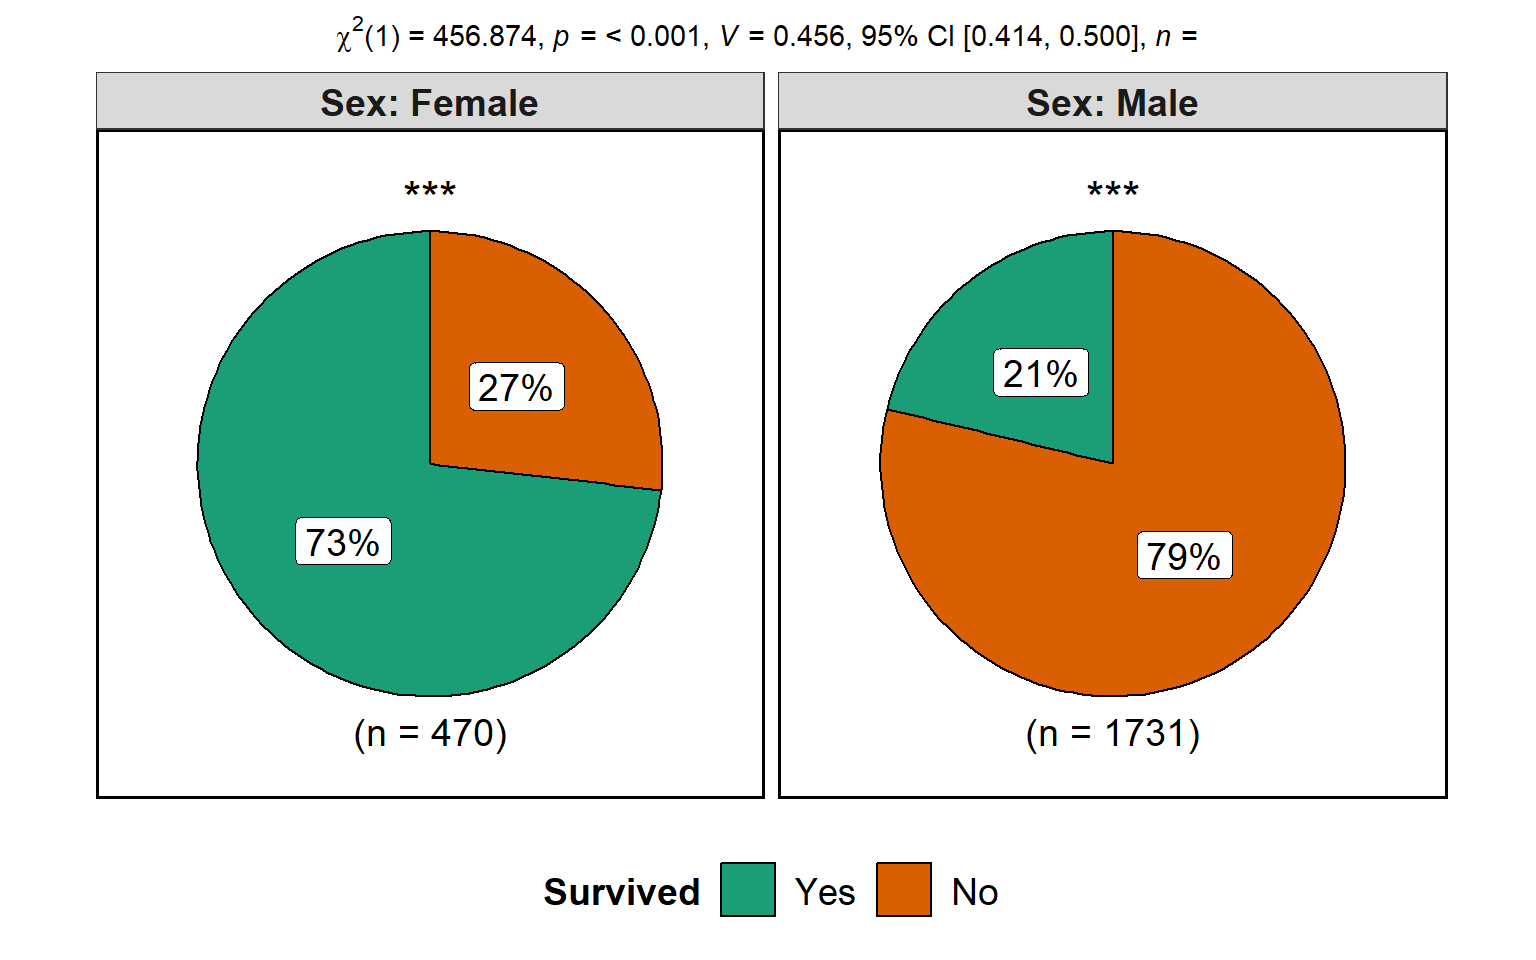 χ²(1) = 456.874, p = < 0.001, V = 0.456, 95% CI [0.414, 0.500], n =
Sex: Female
Sex: Male
***
***
27%
21%
73%
79%
(n = 470)
(n = 1731)
Survived Yes No